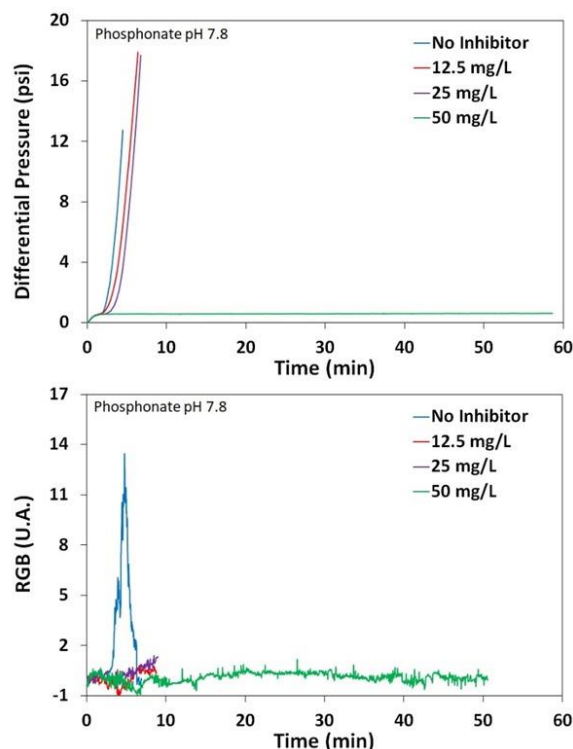 Phosphonate pH 7.8
Differential Pressure (psi)
20
16
12
8
4
0
No Inhibitor
12.5 mg/L
25 mg/L
50 mg/L
0 10 20 30 40 50 60
Time (min)
Phosphonate pH 7.8
RGB (U.A.)
17
14
11
8
5
2
-1
No Inhibitor
12.5 mg/L
25 mg/L
50 mg/L
0 10 20 30 40 50 60
Time (min)